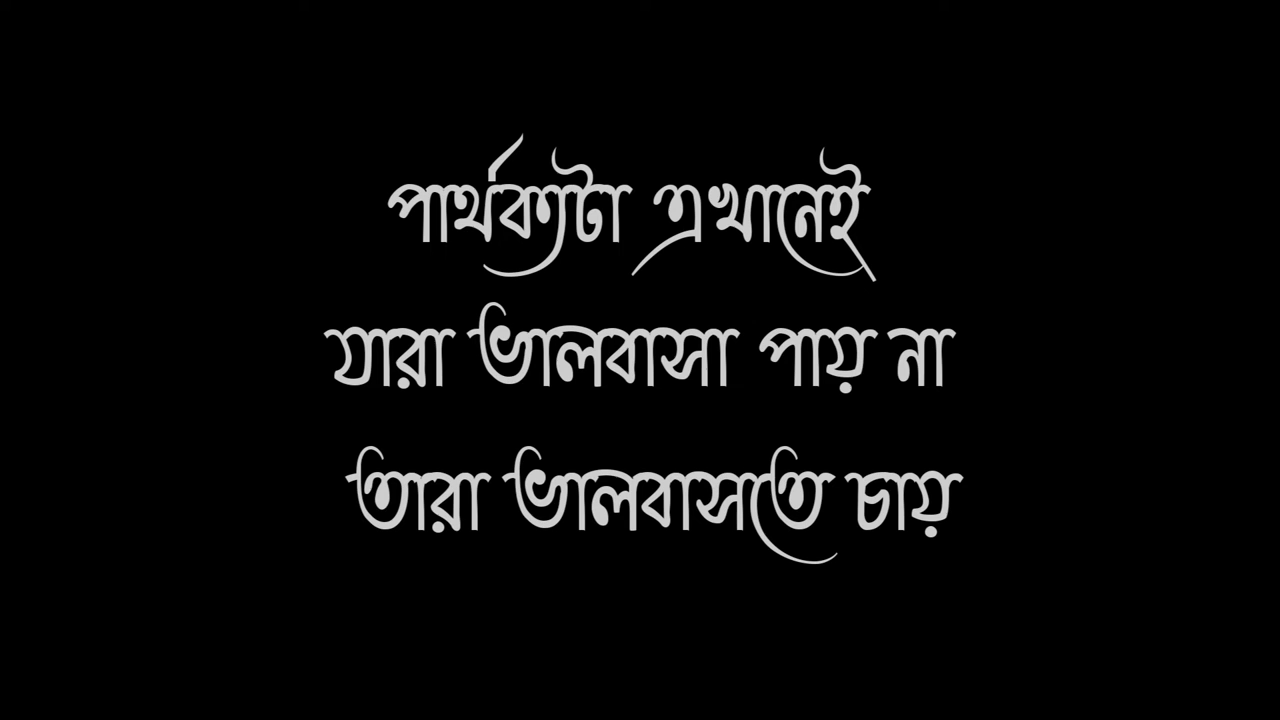 পার্থক্যটা এখানেই
যারা ভালবাসা পায় না
তারা ভালবাসতে চায়